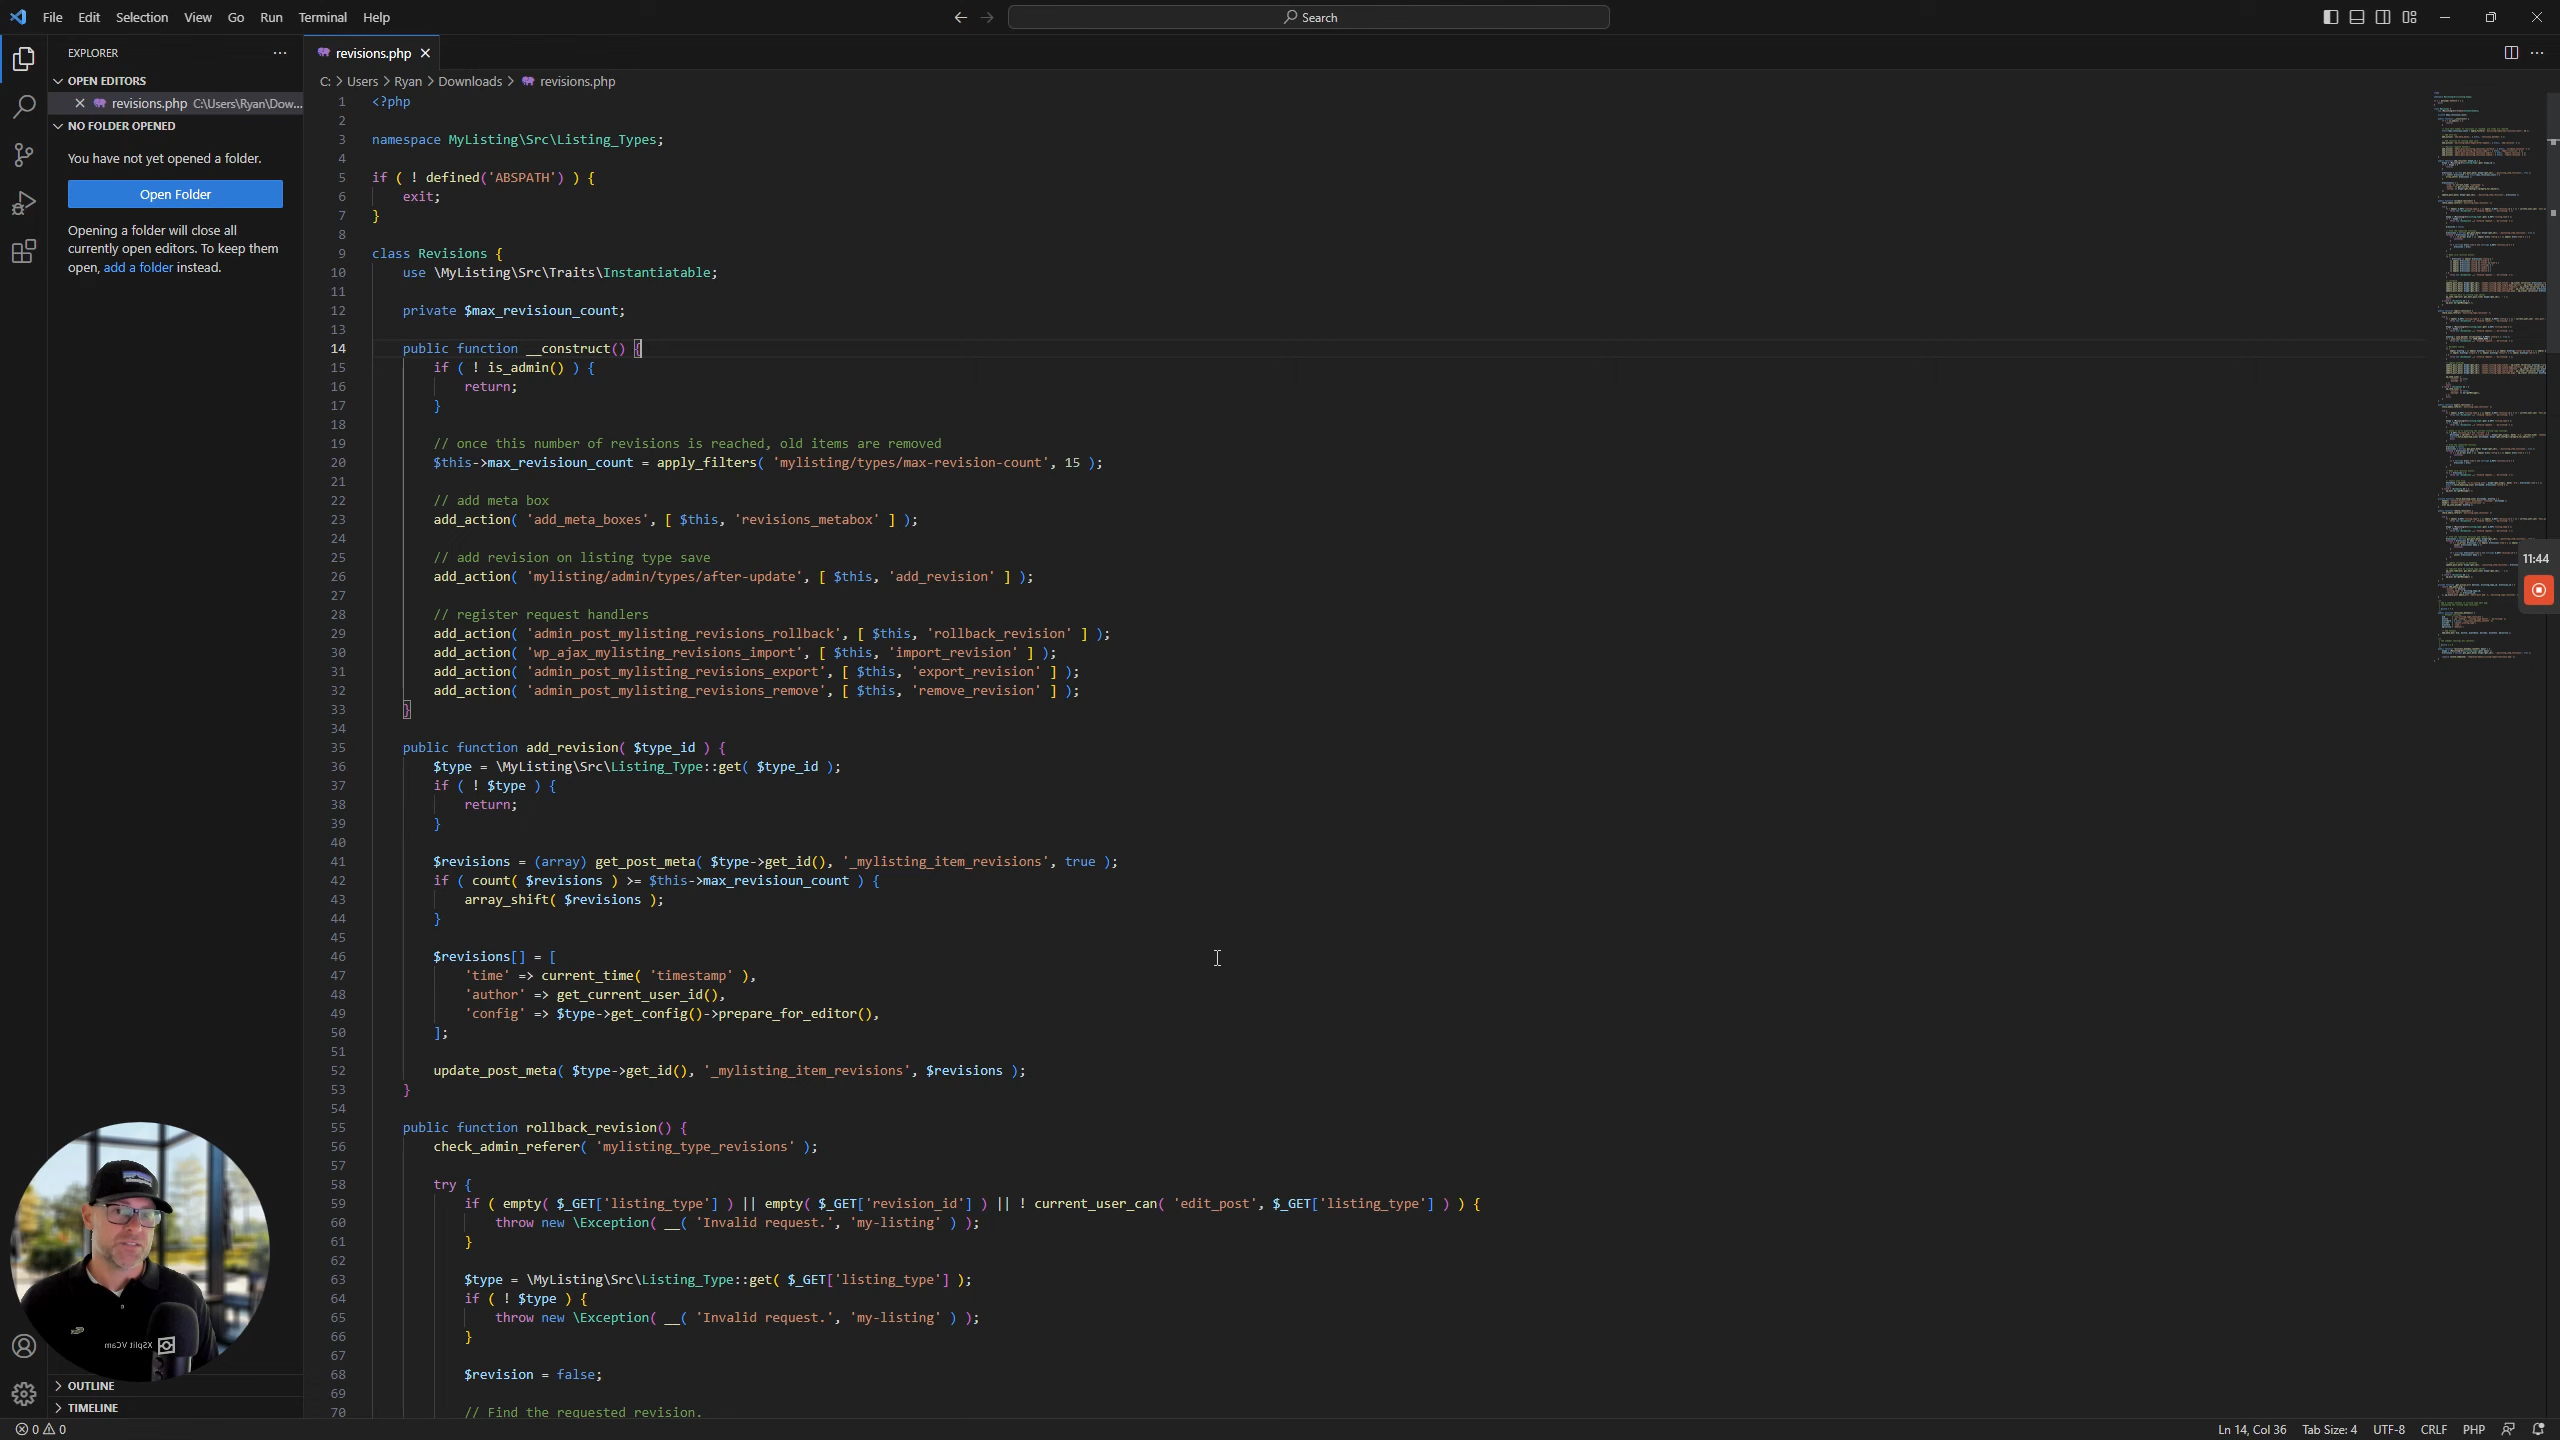 File Edit Selection View Go Run Terminal Help
Search
EXPLORER
OPEN EDITORS
revisions.php C:\Users\Ryan\Dow...
NO FOLDER OPENED
You have not yet opened a folder.
Open Folder
Opening a folder will close all
currently open editors. To keep them
open, add a folder instead.
OUTLINE
TIMELINE
revisions.php
C: > Users > Ryan > Downloads > revisions.php
1 <?php
2
3 namespace MyListing\Src\Listing_Types;
4
5 if ( ! defined('ABSPATH') ) {
6 exit;
7 }
8
9 class Revisions {
10 use \MyListing\Src\Traits\Instantiatable;
11
12 private $max_revisioun_count;
13
14 public function __construct() {
15 if ( ! is_admin() ) {
16 return;
17 }
18
19 // once this number of revisions is reached, old items are removed
20 $this->max_revisioun_count = apply_filters( 'mylisting/types/max-revision-count', 15 );
21
22 // add meta box
23 add_action( 'add_meta_boxes', [ $this, 'revisions_metabox' ] );
24
25 // add revision on listing type save
26 add_action( 'mylisting/admin/types/after-update', [ $this, 'add_revision' ] );
27
28 // register request handlers
29 add_action( 'admin_post_mylisting_revisions_rollback', [ $this, 'rollback_revision' ] );
30 add_action( 'wp_ajax_mylisting_revisions_import', [ $this, 'import_revision' ] );
31 add_action( 'admin_post_mylisting_revisions_export', [ $this, 'export_revision' ] );
32 add_action( 'admin_post_mylisting_revisions_remove', [ $this, 'remove_revision' ] );
33 }
34
35 public function add_revision( $type_id ) {
36 $type = \MyListing\Src\Listing_Type::get( $type_id );
37 if ( ! $type ) {
38 return;
39 }
40
41 $revisions = (array) get_post_meta( $type->get_id(), '_mylisting_item_revisions', true );
42 if ( count( $revisions ) >= $this->max_revisioun_count ) {
43 array_shift( $revisions );
44 }
45
46 $revisions[] = [
47 'time' => current_time( 'timestamp' ),
48 'author' => get_current_user_id(),
49 'config' => $type->get_config()->prepare_for_editor(),
50 ];
51
52 update_post_meta( $type->get_id(), '_mylisting_item_revisions', $revisions );
53 }
54
55 public function rollback_revision() {
56 check_admin_referer( 'mylisting_type_revisions' );
57
58 try {
59 if ( empty( $_GET['listing_type'] ) || empty( $_GET['revision_id'] ) || ! current_user_can( 'edit_post', $_GET['listing_type'] ) ) {
60 throw new \Exception( __( 'Invalid request.', 'my-listing' ) );
61 }
62
63 $type = \MyListing\Src\Listing_Type::get( $_GET['listing_type'] );
64 if ( ! $type ) {
65 throw new \Exception( __( 'Invalid request.', 'my-listing' ) );
66 }
67
68 $revision = false;
69
70 // Find the requested revision.
11:44
XSplit VCam
0 0
Ln 14, Col 36 Tab Size: 4 UTF-8 CRLF PHP